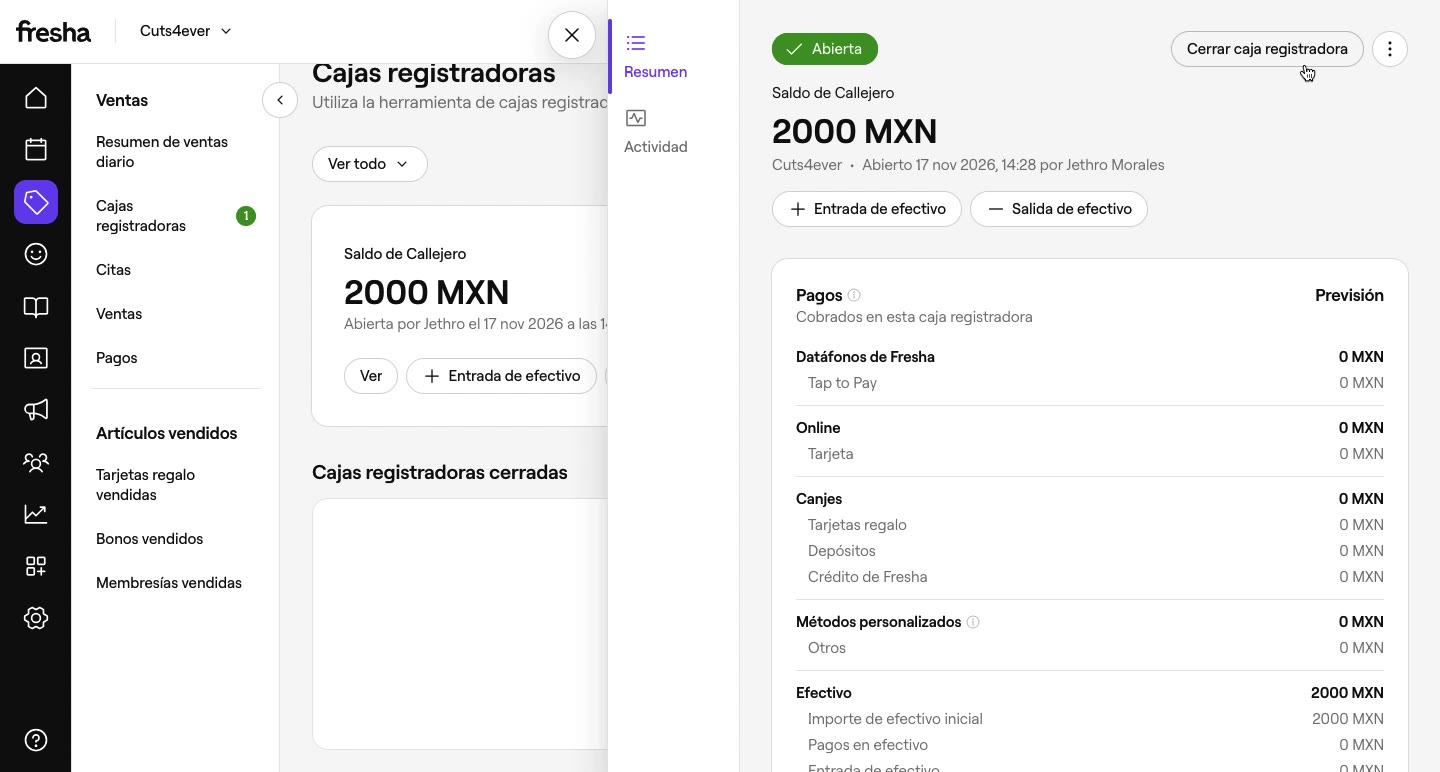 fresha
Cuts4ever
Ventas
Resumen de ventas
diario
Cajas
registradoras
1
Citas
Ventas
Pagos
Artículos vendidos
Tarjetas regalo
vendidas
Bonos vendidos
Membresías vendidas
Cajas registradoras
Utiliza la herramienta de cajas registrad
Ver todo
Saldo de Callejero
2000 MXN
Abierta por Jethro el 17 nov 2026 a las 14
Ver
Entrada de efectivo
Cajas registradoras cerradas
Resumen
Actividad
Abierta
Cerrar caja registradora
Saldo de Callejero
2000 MXN
Cuts4ever • Abierto 17 nov 2026, 14:28 por Jethro Morales
Entrada de efectivo
Salida de efectivo
Pagos Previsión
Cobrados en esta caja registradora
Datáfonos de Fresha 0 MXN
Tap to Pay 0 MXN
Online 0 MXN
Tarjeta 0 MXN
Canjes 0 MXN
Tarjetas regalo 0 MXN
Depósitos 0 MXN
Crédito de Fresha 0 MXN
Métodos personalizados 0 MXN
Otros 0 MXN
Efectivo 2000 MXN
Importe de efectivo inicial 2000 MXN
Pagos en efectivo 0 MXN
Entrada de efectivo 0 MXN